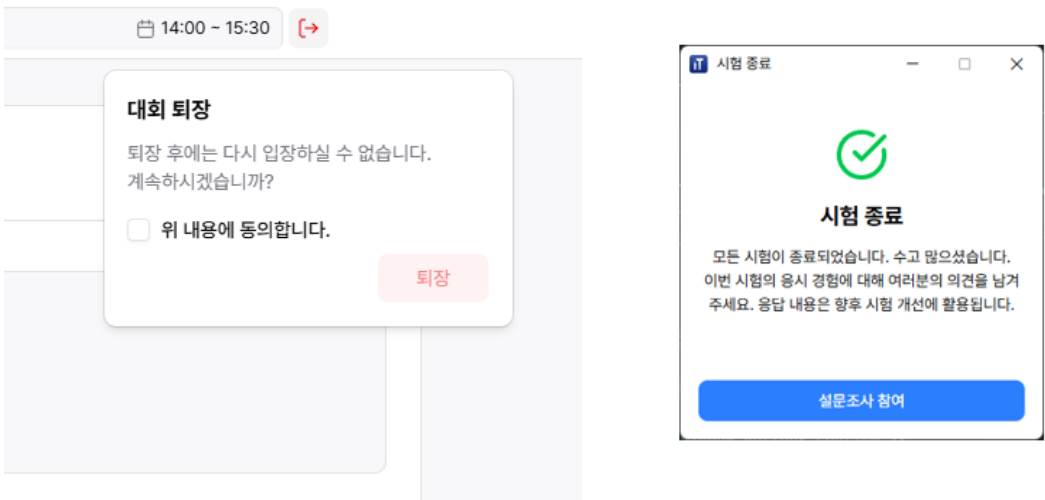 14:00 ~ 15:30
대회 퇴장
퇴장 후에는 다시 입장하실 수 없습니다.
계속하시겠습니까?
위 내용에 동의합니다.
퇴장
iT 시험 종료
시험 종료
모든 시험이 종료되었습니다. 수고 많으셨습니다.
이번 시험의 응시 경험에 대해 여러분의 의견을 남겨
주세요. 응답 내용은 향후 시험 개선에 활용됩니다.
설문조사 참여